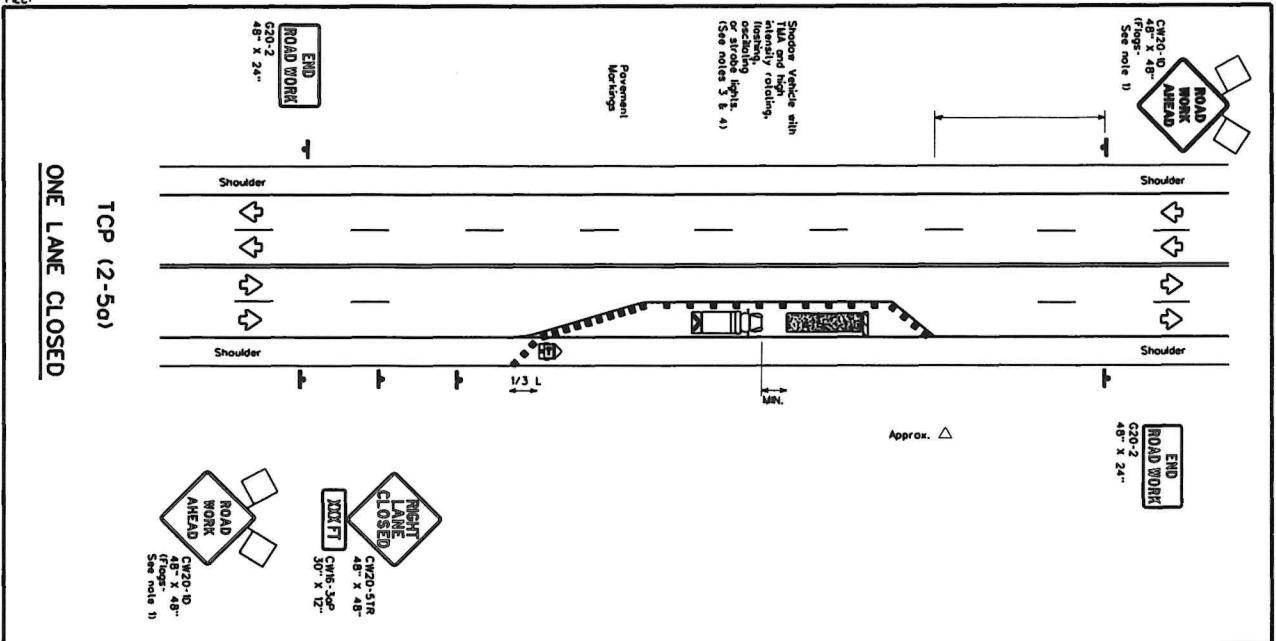 END
ROAD WORK
G20-2
48" X 24"
Pavement
Markings
Shadow Vehicle with
TMA and high
intensity rotating,
flashing,
oscillating
or strobe lights.
(See notes 3 & 4)
CW20-1D
48" X 48"
(Flags-
See note 1)
ROAD
WORK
AHEAD
Shoulder
Shoulder
Shoulder
Shoulder
1/3 L
MIN.
Approx. △
END
ROAD WORK
G20-2
48" X 24"
RIGHT
LANE
CLOSED
XXX FT
CW20-5TR
48" X 48"
CW16-3aP
30" X 12"
ROAD
WORK
AHEAD
CW20-1D
48" X 48"
(Flags-
See note 1)
TCP (2-5a)
ONE LANE CLOSED